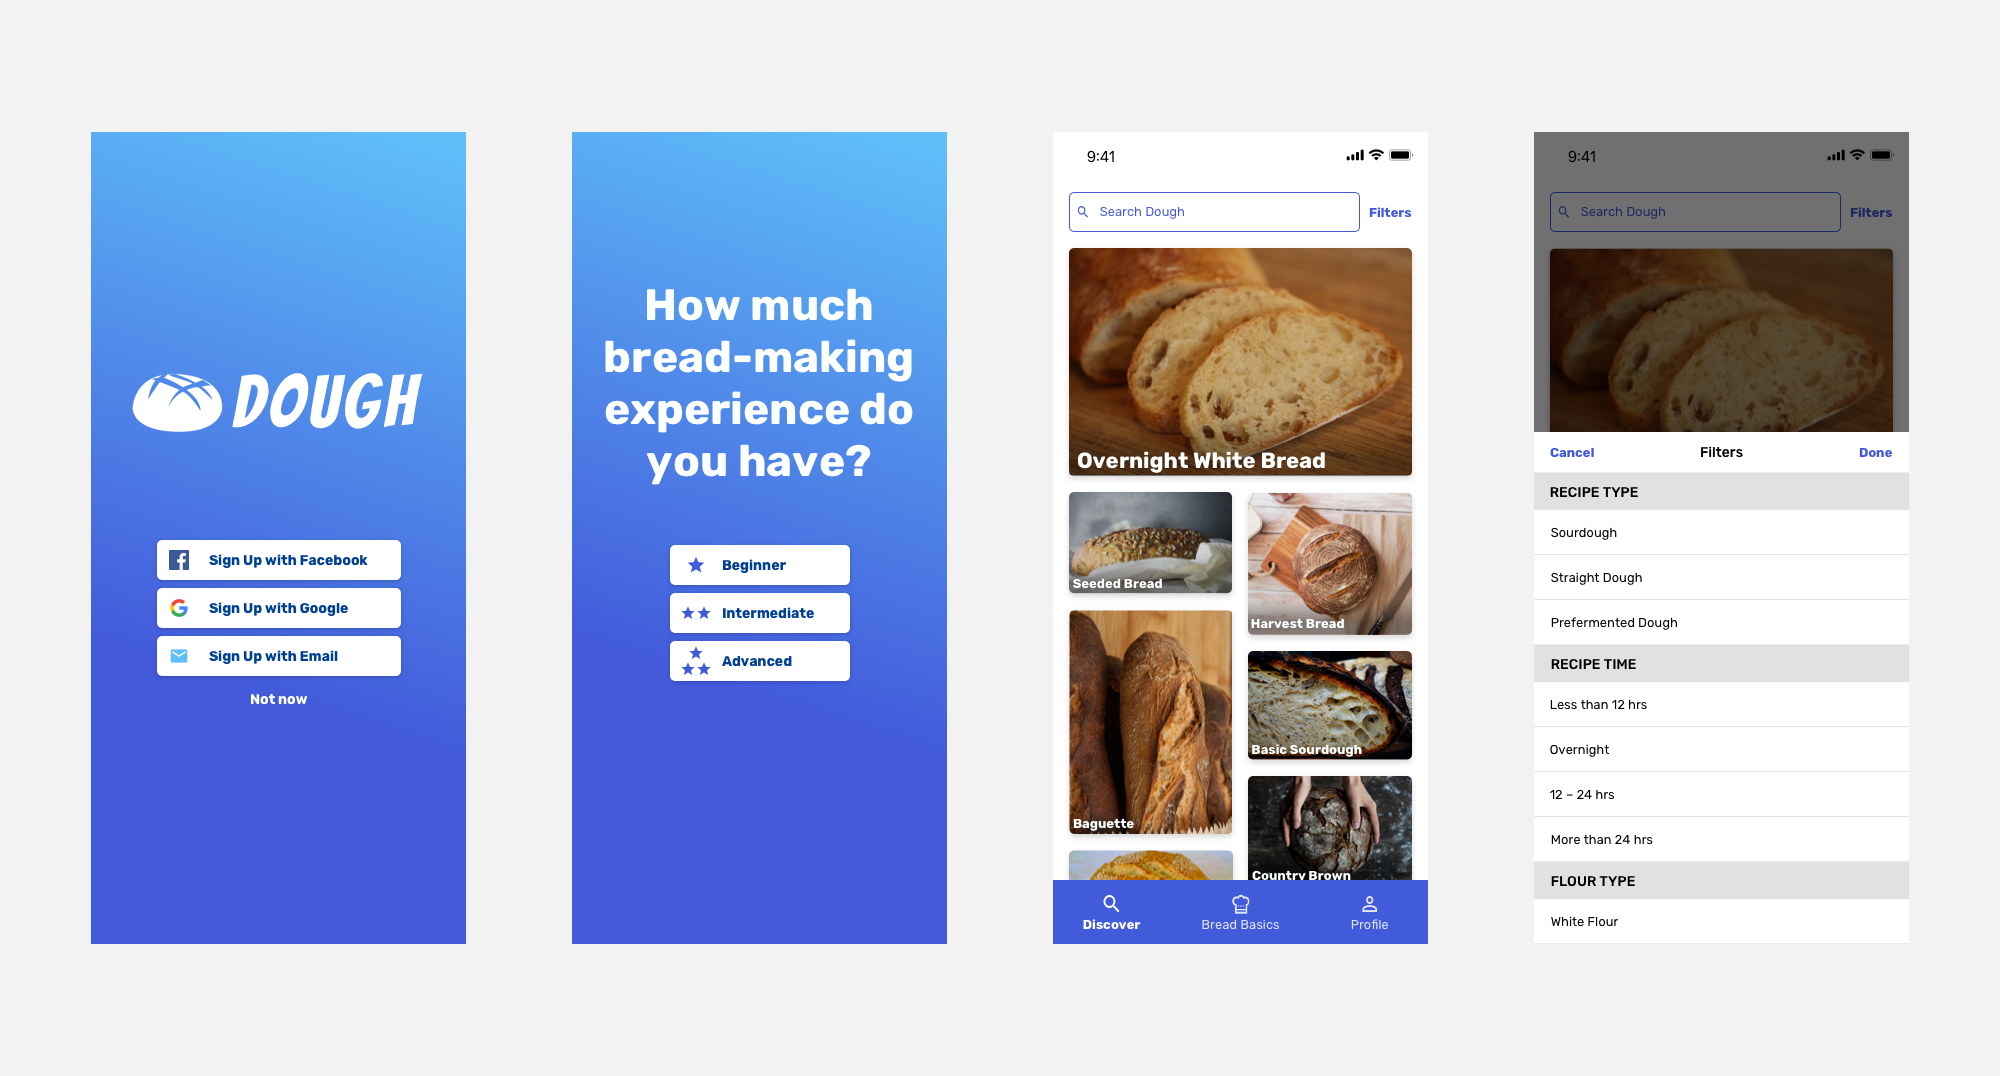 DOUGH
Sign Up with Facebook
Sign Up with Google
Sign Up with Email
Not now
How much
bread-making
experience do
you have?
Beginner
Intermediate
Advanced
9:41
Search Dough
Filters
Overnight White Bread
Seeded Bread
Harvest Bread
Baguette
Basic Sourdough
Country Brown
Discover
Bread Basics
Profile
9:41
Search Dough
Filters
Cancel
Filters
Done
RECIPE TYPE
Sourdough
Straight Dough
Prefermented Dough
RECIPE TIME
Less than 12 hrs
Overnight
12 – 24 hrs
More than 24 hrs
FLOUR TYPE
White Flour